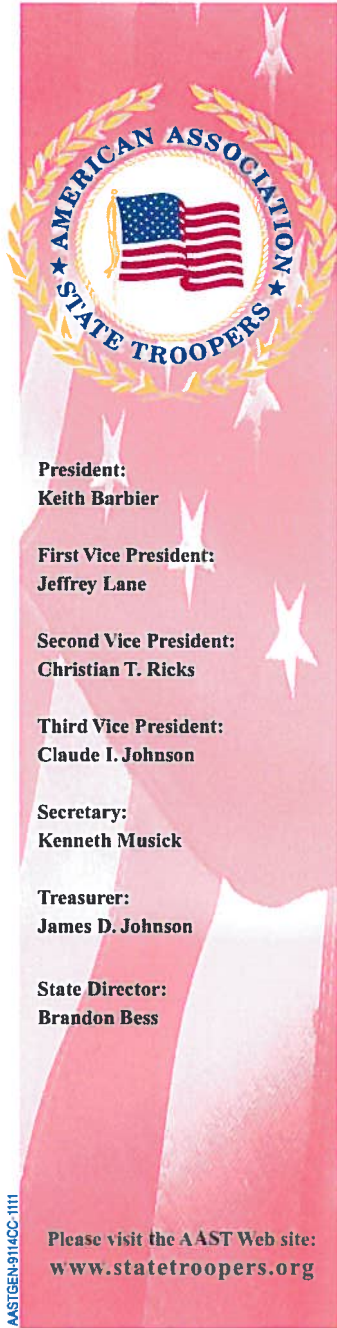 AMERICAN ASSOCIATION
★ STATE TROOPERS ★
President:
Keith Barbier
First Vice President:
Jeffrey Lane
Second Vice President:
Christian T. Ricks
Third Vice President:
Claude I. Johnson
Secretary:
Kenneth Musick
Treasurer:
James D. Johnson
State Director:
Brandon Bess
Please visit the AAST Web site:
www.statetroopers.org
AASTGEN-9114CC-1111